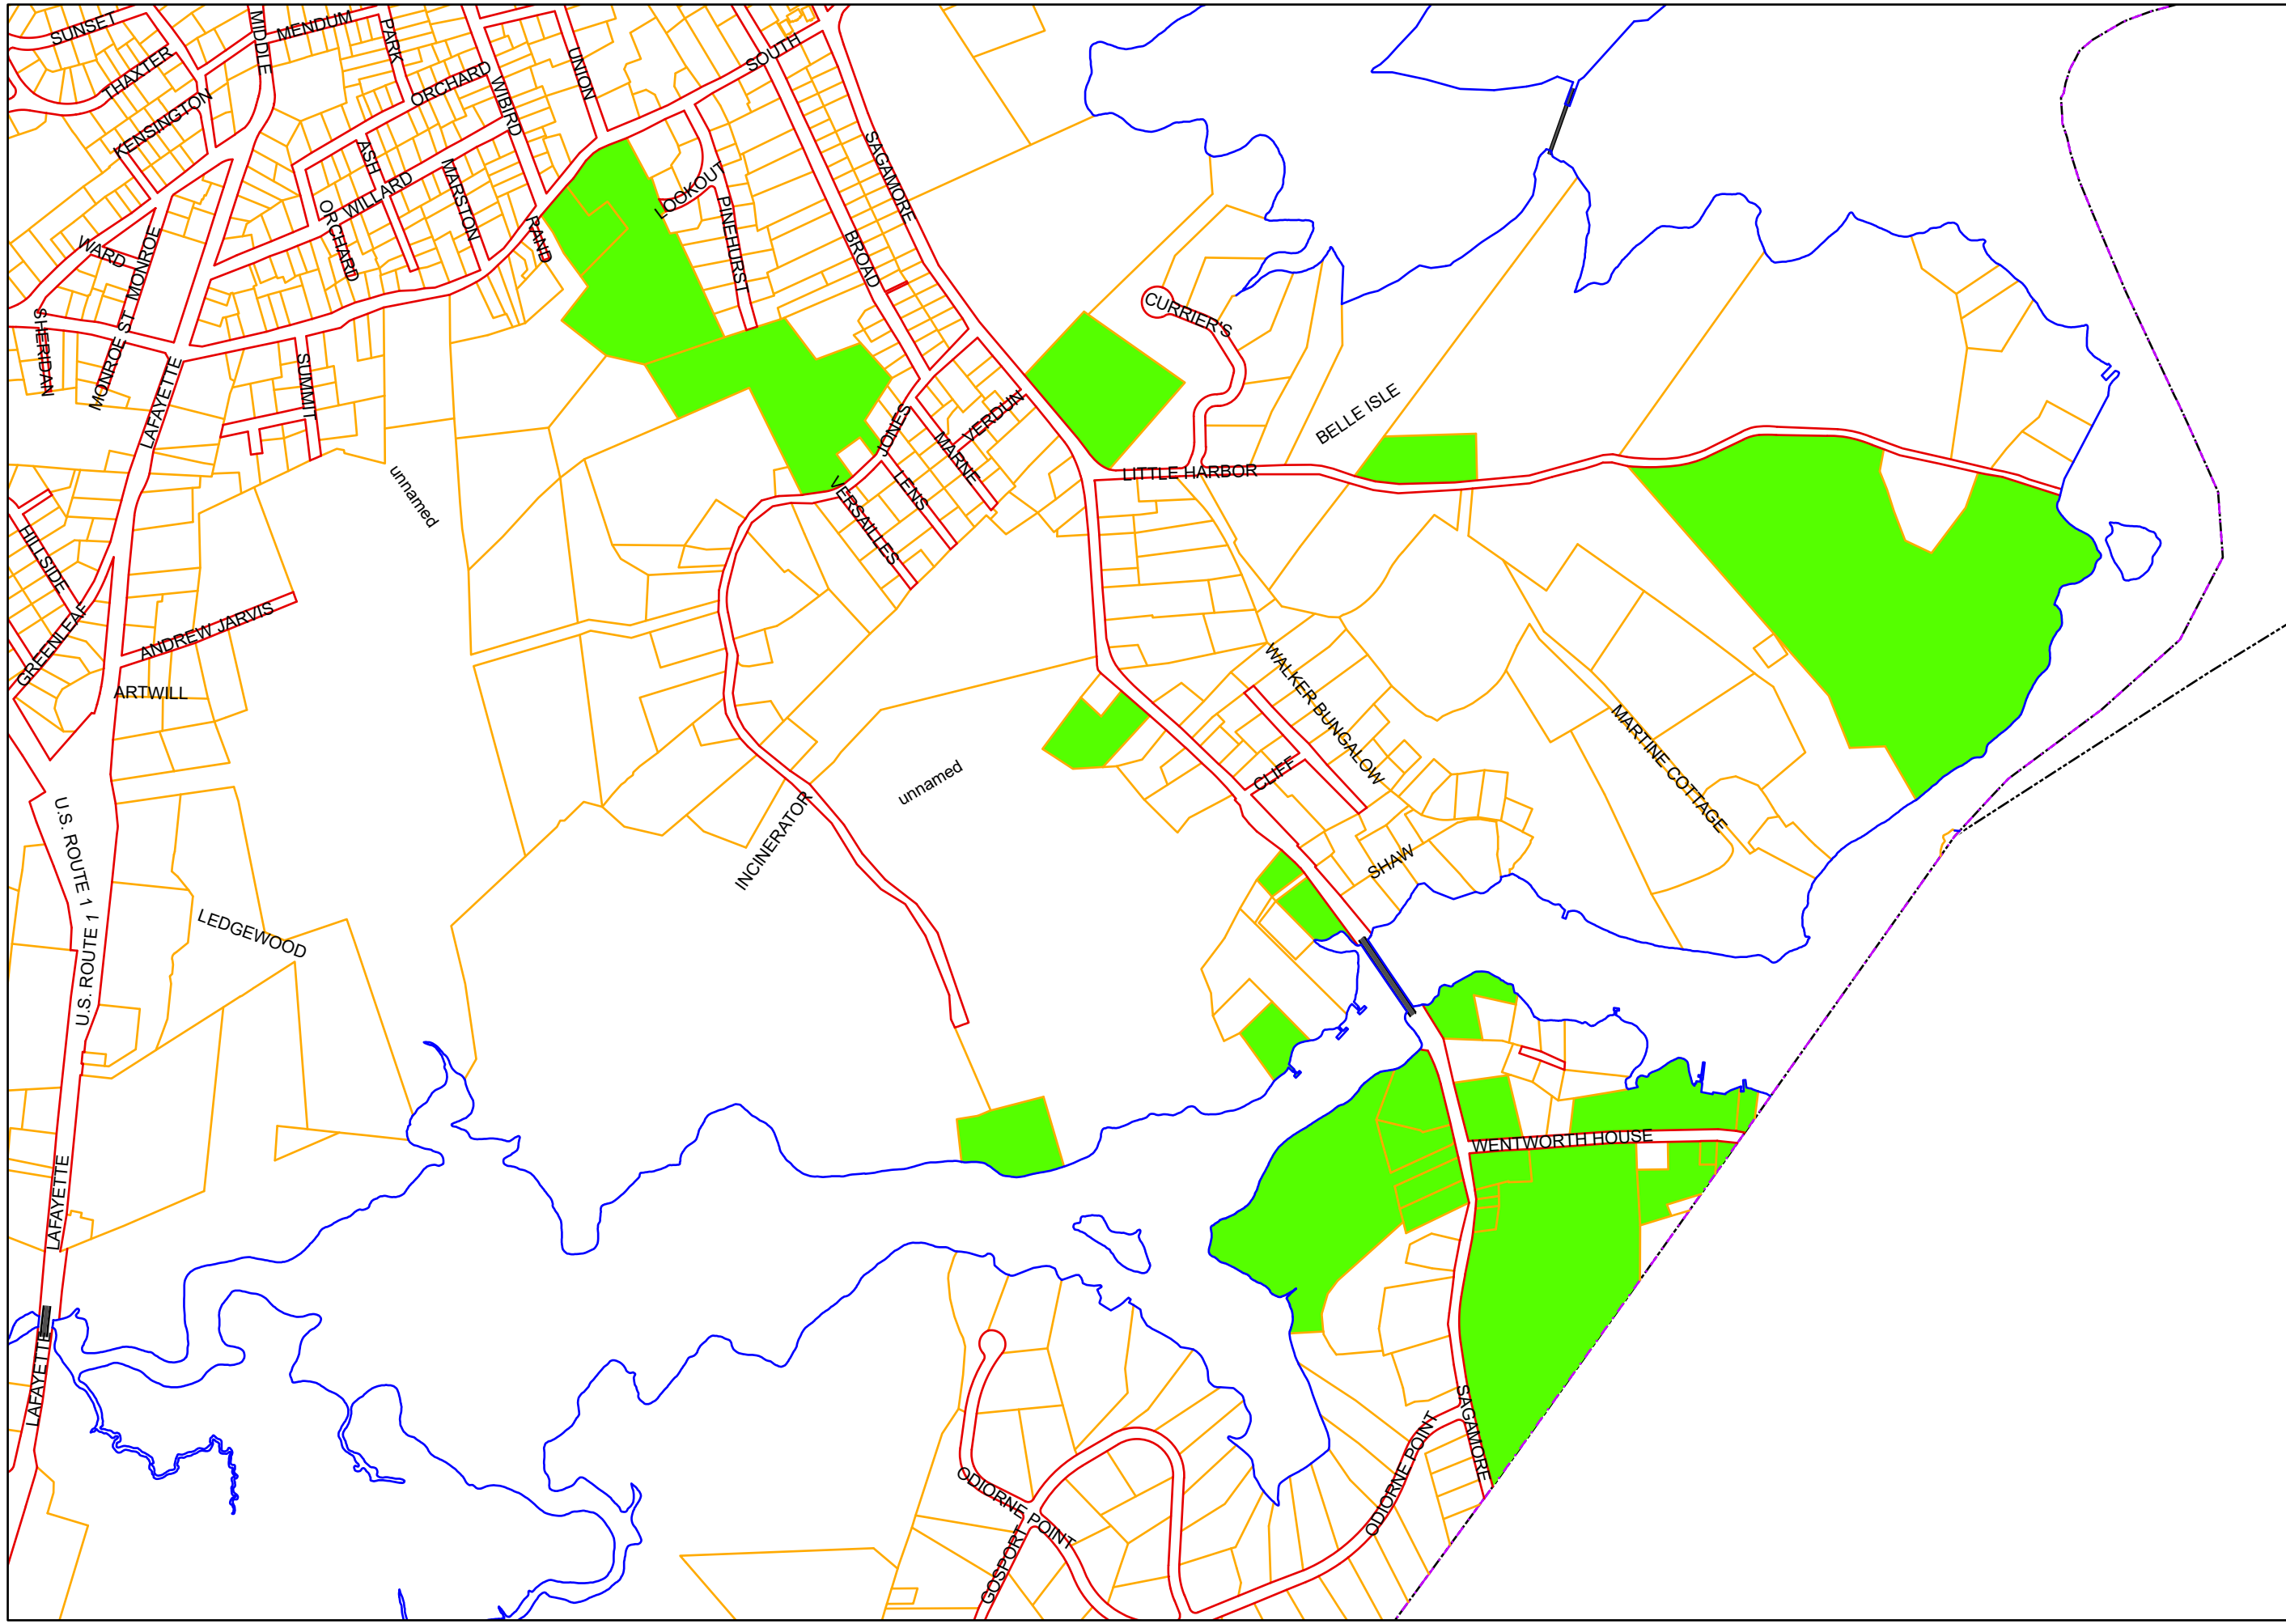 SUNSET
MIDDLE
MENDUM
PARK
UNION
SOUTH
THAXTER
ORCHARD
WIBIRD
KENSINGTON
ASH
SAGAMORE
WILLARD
MARSTON
LOOKOUT
ORCHARD
RAND
PINEHURST
WARD
MONROE
BROAD
CURRIER'S
SHERIDAN
MONROE ST
LAFAYETTE
SUMMIT
BELLE ISLE
JONES
VERDUN
MARNE
LITTLE HARBOR
unnamed
LENS
VERSAILLES
HILLSIDE
GREENLEAF
ANDREW JARVIS
ARTWILL
WALKER BUNGALOW
MARTINE COTTAGE
CLIFF
unnamed
INCINERATOR
U.S. ROUTE 1
SHAW
U.S. ROUTE 1
LEDGEWOOD
WENTWORTH HOUSE
LAFAYETTE
LAFAYETTE
SAGAMORE
ODIORNE POINT
ODIORNE POINT
GOSPORT